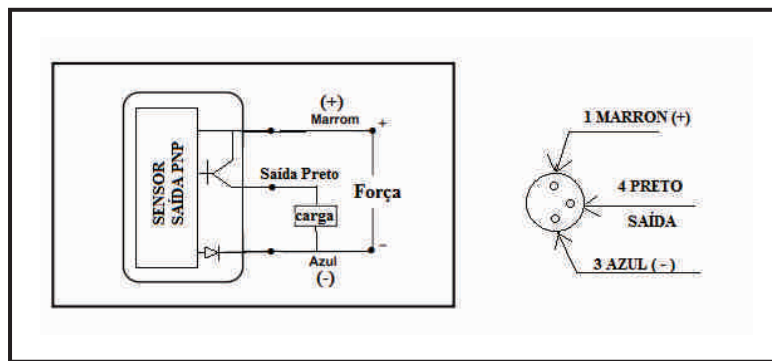 SENSOR
SAÍDA PNP
(+)
Marrom
+
Saída Preto
Força
carga
-
Azul
(-)
1 MARRON (+)
4 PRETO
SAÍDA
3 AZUL ( - )